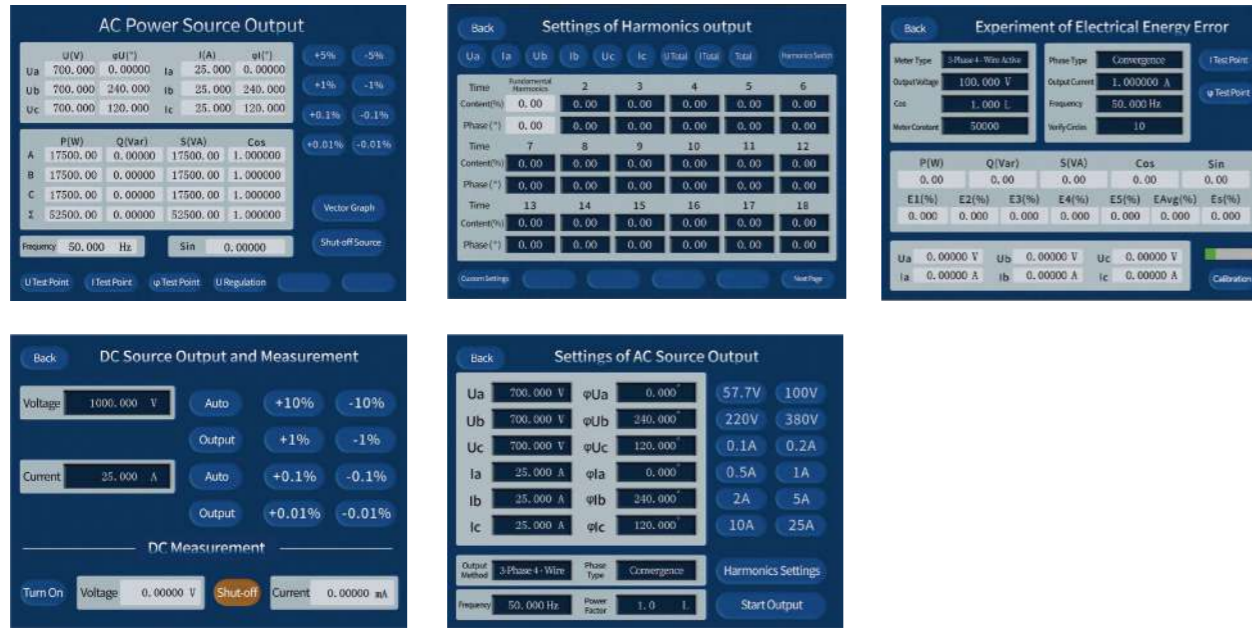 AC Power Source Output
U(V) φU(°) I(A) φI(°)
Ua 700.000 0.00000 Ia 25.000 0.00000
Ub 700.000 240.000 Ib 25.000 240.000
Uc 700.000 120.000 Ic 25.000 120.000
+5% -5%
+1% -1%
+0.1% -0.1%
+0.01% -0.01%
P(W) Q(Var) S(VA) Cos
A 17500.00 0.00000 17500.00 1.000000
B 17500.00 0.00000 17500.00 1.000000
C 17500.00 0.00000 17500.00 1.000000
Σ 52500.00 0.00000 52500.00 1.000000
Vector Graph
Frequency 50.000 Hz Sin 0.00000
Shut-off Source
U Test Point I Test Point φ Test Point U Regulation
Back Settings of Harmonics output
Ua Ia Ub Ib Uc Ic U Total I Total Total Harmonics Switch
Time Fundamental Harmonics 2 3 4 5 6
Content(%) 0.00 0.00 0.00 0.00 0.00 0.00
Phase(°) 0.00 0.00 0.00 0.00 0.00 0.00
Time 7 8 9 10 11 12
Content(%) 0.00 0.00 0.00 0.00 0.00 0.00
Phase(°) 0.00 0.00 0.00 0.00 0.00 0.00
Time 13 14 15 16 17 18
Content(%) 0.00 0.00 0.00 0.00 0.00 0.00
Phase(°) 0.00 0.00 0.00 0.00 0.00 0.00
Custom Settings Next Page
Back Experiment of Electrical Energy Error
Meter Type 3-Phase 4-Wire Active Phase Type Convergence I Test Point
Output Voltage 100.000 V Output Current 1.000000 A
φ Test Point
Cos 1.000 L Frequency 50.000 Hz
Meter Constant 50000 Verify Circles 10
P(W) Q(Var) S(VA) Cos Sin
0.00 0.00 0.00 0.00 0.00
E1(%) E2(%) E3(%) E4(%) E5(%) EAvg(%) Es(%)
0.000 0.000 0.000 0.000 0.000 0.000 0.000
Ua 0.00000 V Ub 0.00000 V Uc 0.00000 V
Ia 0.00000 A Ib 0.00000 A Ic 0.00000 A Calibration
Back DC Source Output and Measurement
Voltage 1000.000 V Auto +10% -10%
Output +1% -1%
Current 25.000 A Auto +0.1% -0.1%
Output +0.01% -0.01%
DC Measurement
Turn On Voltage 0.00000 V Shut-off Current 0.00000 mA
Back Settings of AC Source Output
Ua 700.000 V φUa 0.000° 57.7V 100V
Ub 700.000 V φUb 240.000° 220V 380V
Uc 700.000 V φUc 120.000° 0.1A 0.2A
Ia 25.000 A φIa 0.000° 0.5A 1A
Ib 25.000 A φIb 240.000° 2A 5A
Ic 25.000 A φIc 120.000° 10A 25A
Output Method 3-Phase 4-Wire Phase Type Convergence Harmonics Settings
Frequency 50.000 Hz Power Factor 1.0 L Start Output